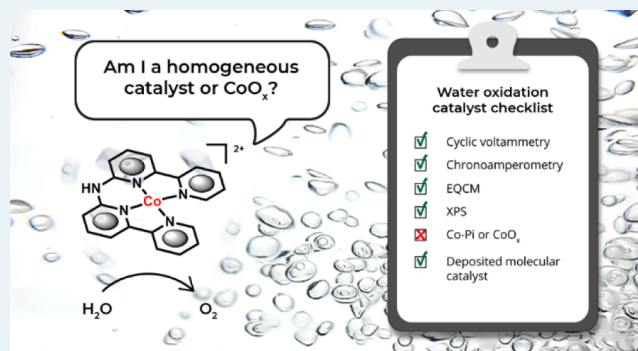 Am I a homogeneous
catalyst or CoOₓ?
2+
HN
N
N
Co
N
N
H₂O
O₂
Water oxidation
catalyst checklist
Cyclic voltammetry
Chronoamperometry
EQCM
XPS
Co-Pi or CoOₓ
Deposited molecular
catalyst